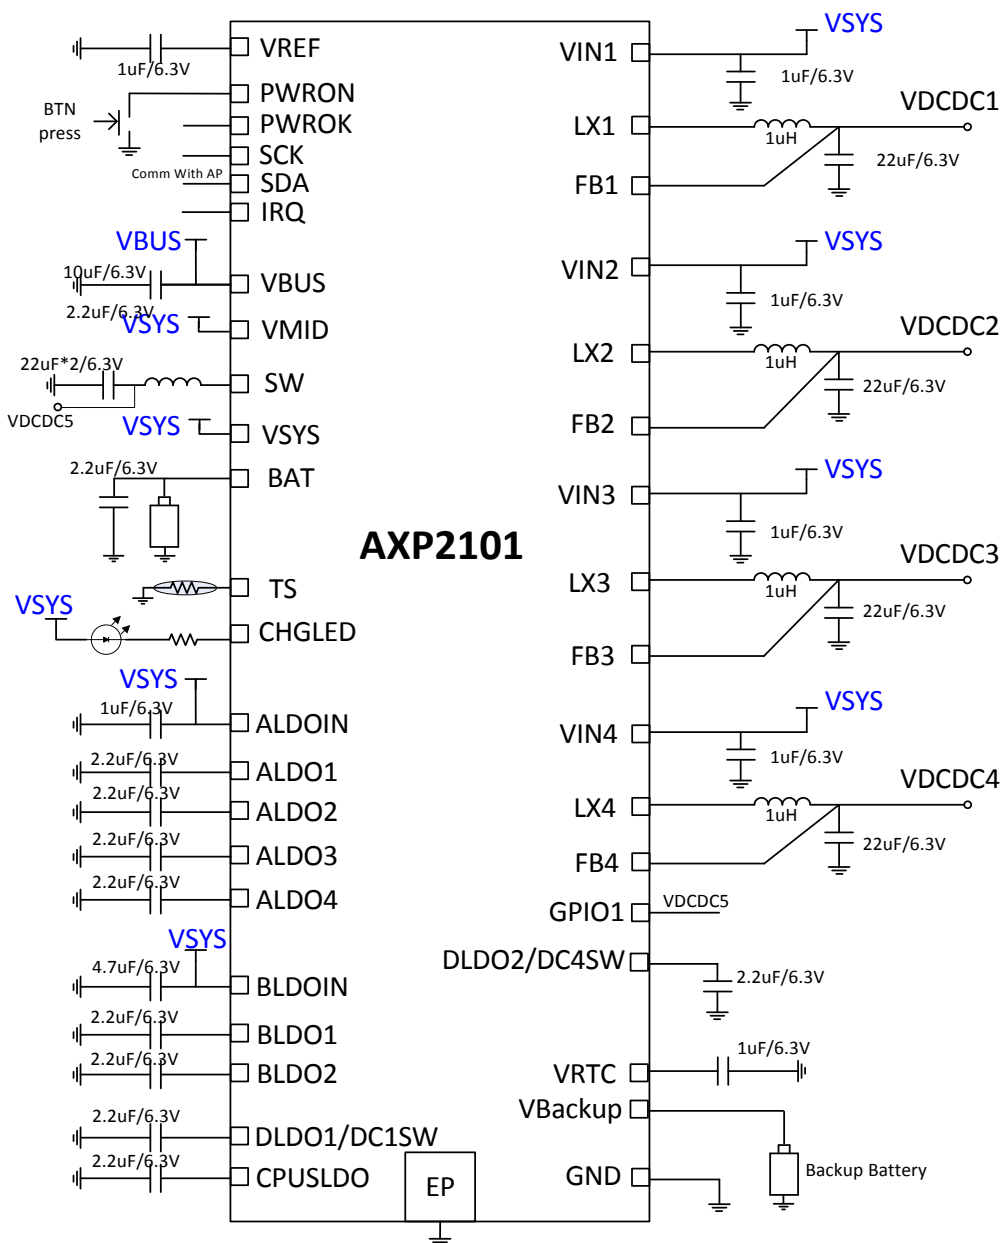 VREF
1uF/6.3V
PWRON
BTN
press
PWROK
SCK
Comm With AP
SDA
IRQ
VBUS
10uF/6.3V
VBUS
2.2uF/6.3V
VSYS
VMID
22uF*2/6.3V
SW
VDCDC5
VSYS
VSYS
2.2uF/6.3V
BAT
AXP2101
TS
VSYS
CHGLED
VSYS
1uF/6.3V
ALDOIN
2.2uF/6.3V
ALDO1
2.2uF/6.3V
ALDO2
2.2uF/6.3V
ALDO3
2.2uF/6.3V
ALDO4
VSYS
4.7uF/6.3V
BLDOIN
2.2uF/6.3V
BLDO1
2.2uF/6.3V
BLDO2
2.2uF/6.3V
DLDO1/DC1SW
2.2uF/6.3V
CPUSLDO
EP
VSYS
VIN1
1uF/6.3V
VDCDC1
LX1
1uH
22uF/6.3V
FB1
VSYS
VIN2
1uF/6.3V
VDCDC2
LX2
1uH
22uF/6.3V
FB2
VSYS
VIN3
1uF/6.3V
VDCDC3
LX3
1uH
22uF/6.3V
FB3
VSYS
VIN4
1uF/6.3V
VDCDC4
LX4
1uH
22uF/6.3V
FB4
GPIO1
VDCDC5
DLDO2/DC4SW
2.2uF/6.3V
1uF/6.3V
VRTC
VBackup
Backup Battery
GND